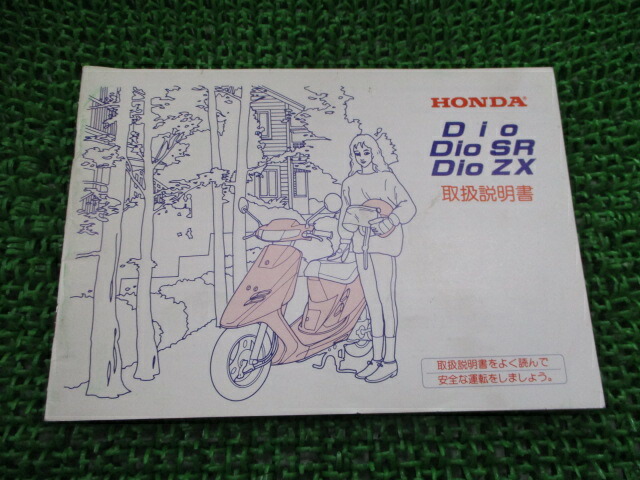 HONDA
Dio
Dio SR
Dio ZX
取扱説明書
取扱説明書をよく読んで
安全な運転をしましょう。